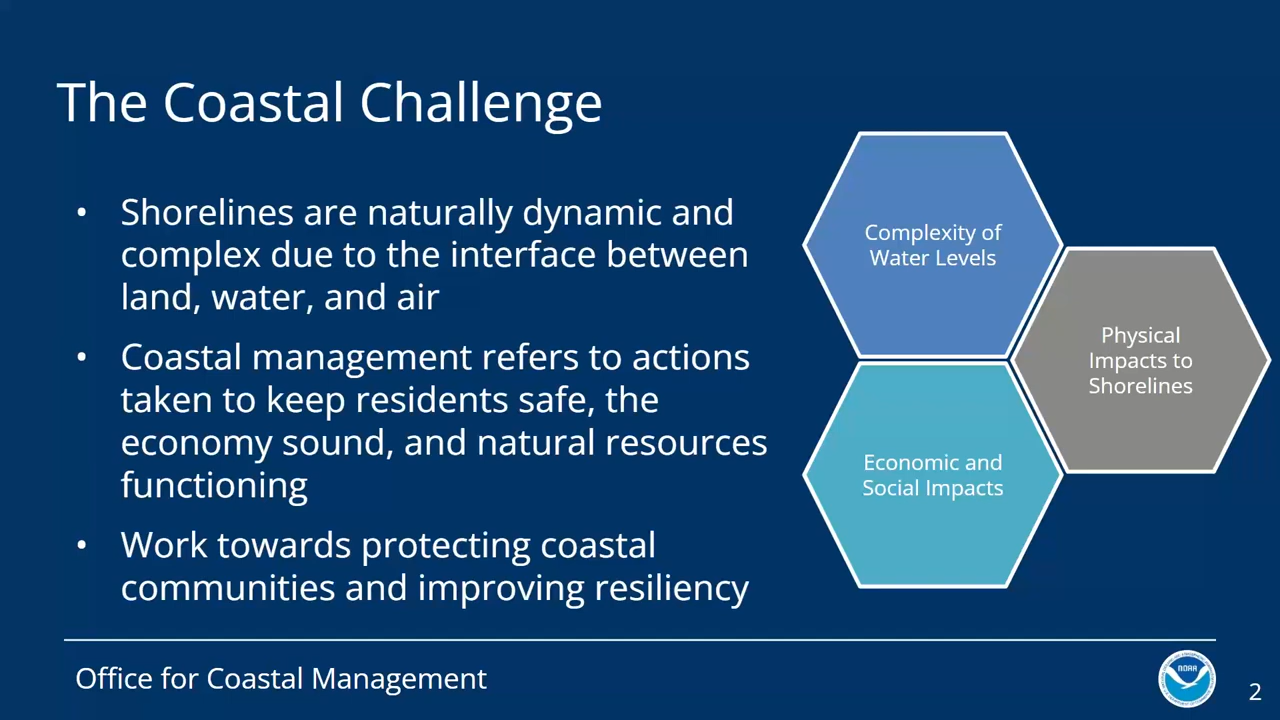 The Coastal Challenge
• Shorelines are naturally dynamic and
complex due to the interface between
land, water, and air
• Coastal management refers to actions
taken to keep residents safe, the
economy sound, and natural resources
functioning
• Work towards protecting coastal
communities and improving resiliency
Complexity of
Water Levels
Physical
Impacts to
Shorelines
Economic and
Social Impacts
Office for Coastal Management
NOAA
2